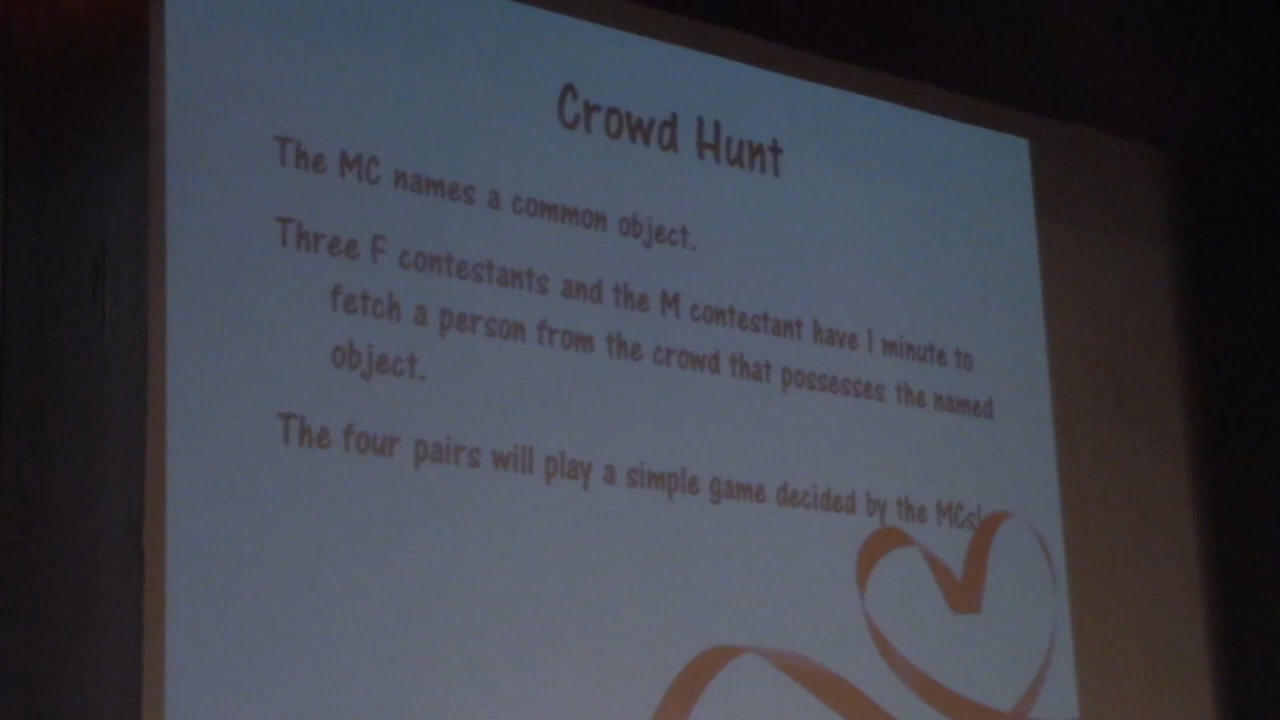 Crowd Hunt
The MC names a common object.
Three F contestants and the M contestant have 1 minute to
fetch a person from the crowd that possesses the named
object.
The four pairs will play a simple game decided by the MCs!